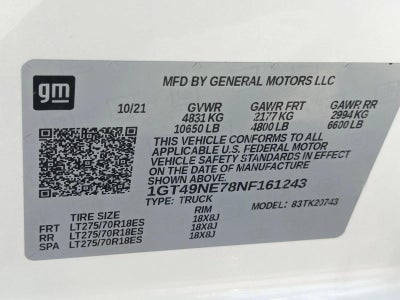 gm
MFD BY GENERAL MOTORS LLC
10/21 GVWR GAWR FRT GAWR RR
4831 KG 2177 KG 2994 KG
10650 LB 4800 LB 6600 LB
THIS VEHICLE CONFORMS TO ALL
APPLICABLE U.S. FEDERAL MOTOR
VEHICLE SAFETY STANDARDS IN EFFECT
ON THE DATE OF MANUFACTURE
SHOWN ABOVE.
1GT49NE78NF161243
TYPE: TRUCK MODEL: 83TK20743
TIRE SIZE RIM
FRT LT275/70R18ES 18X8J
RR LT275/70R18ES 18X8J
SPA LT275/70R18ES 18X8J